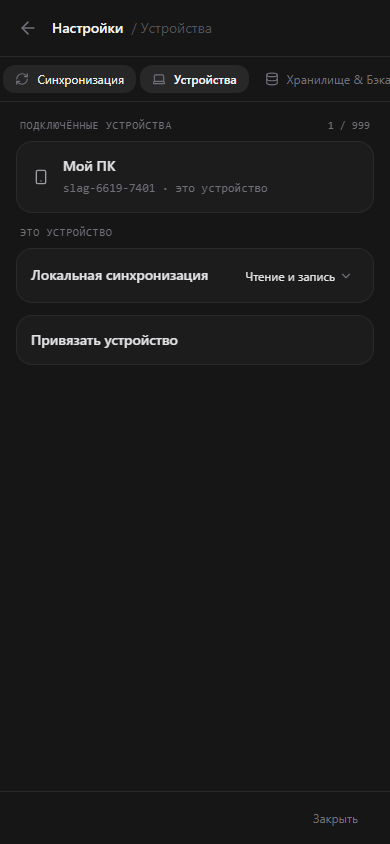 Настройки / Устройства
Синхронизация Устройства Хранилище & Бэка
ПОДКЛЮЧЁННЫЕ УСТРОЙСТВА 1 / 999
Мой ПК
slag-6619-7401 · это устройство
ЭТО УСТРОЙСТВО
Локальная синхронизация Чтение и запись
Привязать устройство
Закрыть